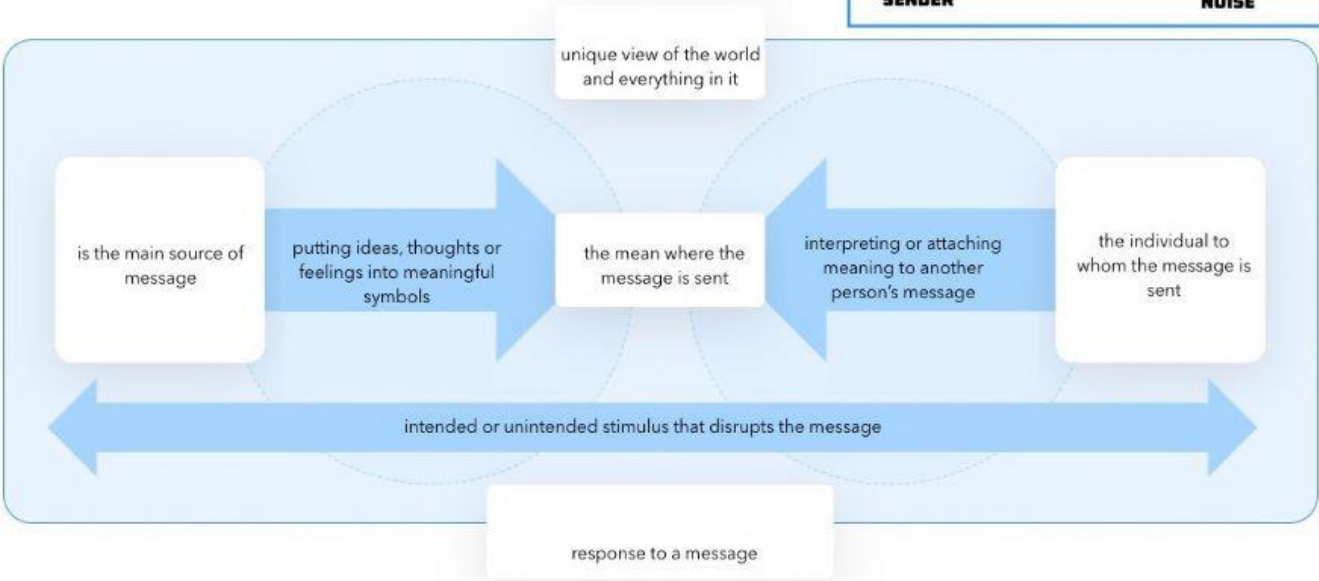 SENDER
NOISE
unique view of the world
and everything in it
is the main source of
message
putting ideas, thoughts or
feelings into meaningful
symbols
the mean where the
message is sent
interpreting or attaching
meaning to another
person's message
the individual to
whom the message is
sent
intended or unintended stimulus that disrupts the message
response to a message